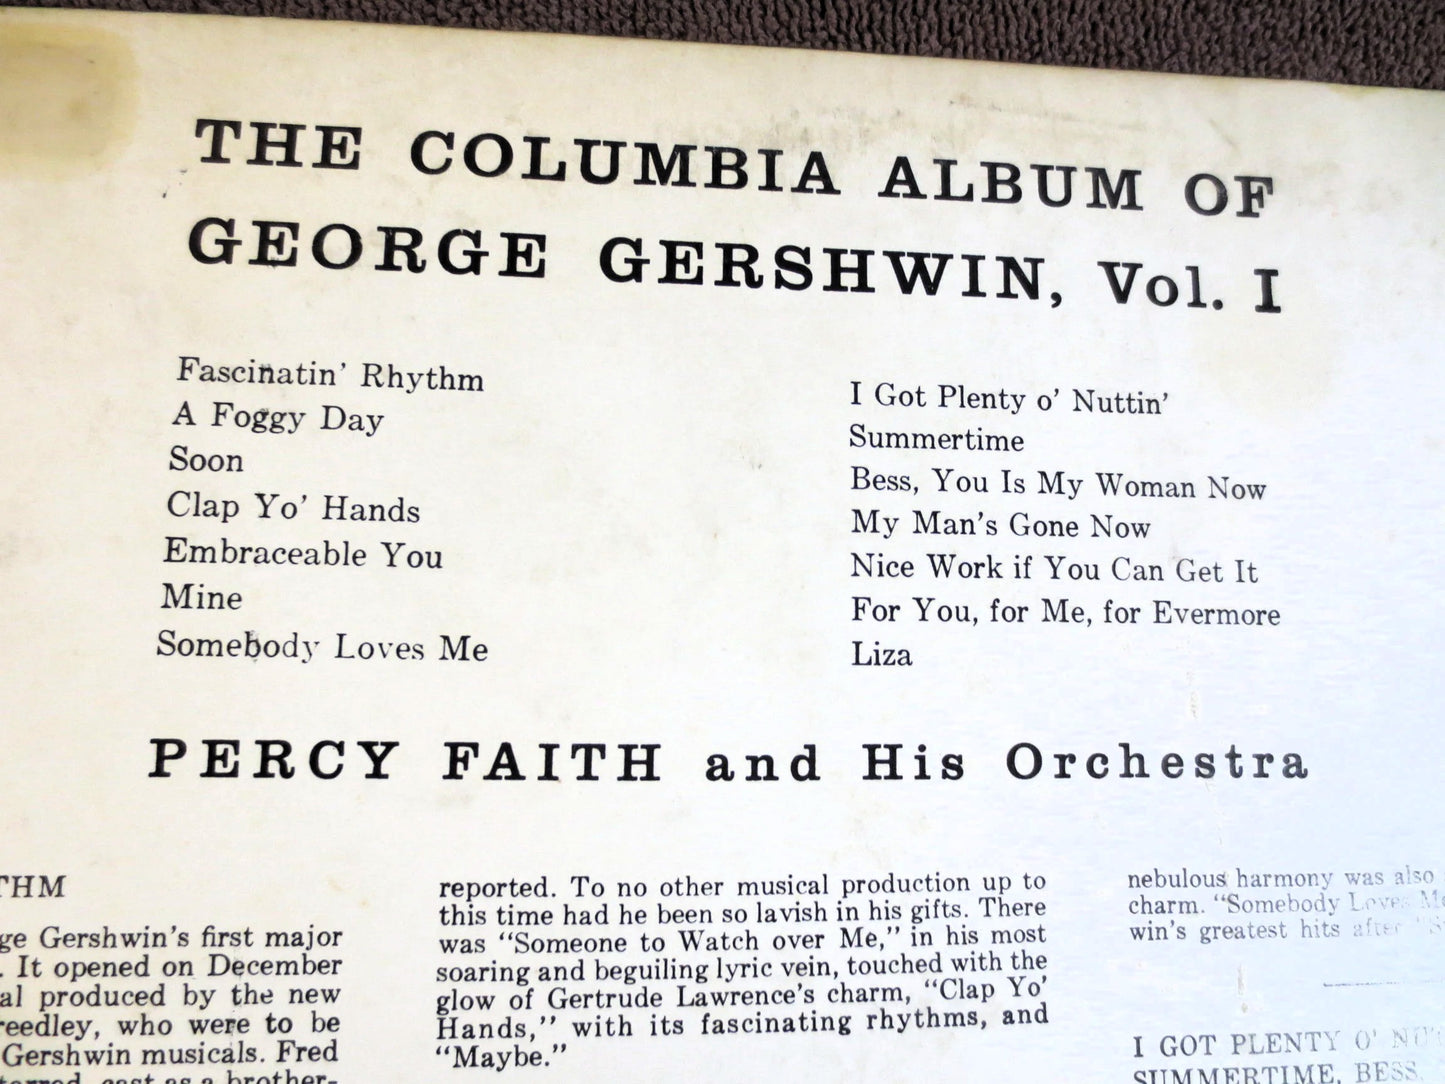 THE COLUMBIA ALBUM OF
GEORGE GERSHWIN, Vol. I
Fascinatin' Rhythm
A Foggy Day
Soon
Clap Yo' Hands
Embraceable You
Mine
Somebody Loves Me
I Got Plenty o' Nuttin'
Summertime
Bess, You Is My Woman Now
My Man's Gone Now
Nice Work if You Can Get It
For You, for Me, for Evermore
Liza
PERCY FAITH and His Orchestra
THM
ge Gershwin's first major
. It opened on December
al produced by the new
reedley, who were to be
Gershwin musicals. Fred
cast as a brother-
reported. To no other musical production up to
this time had he been so lavish in his gifts. There
was "Someone to Watch over Me," in his most
soaring and beguiling lyric vein, touched with the
glow of Gertrude Lawrence's charm, "Clap Yo'
Hands," with its fascinating rhythms, and
"Maybe."
nebulous harmony was also
charm. "Somebody Loves Me
win's greatest hits after
I GOT PLENTY O'
SUMMERTIME, BESS,